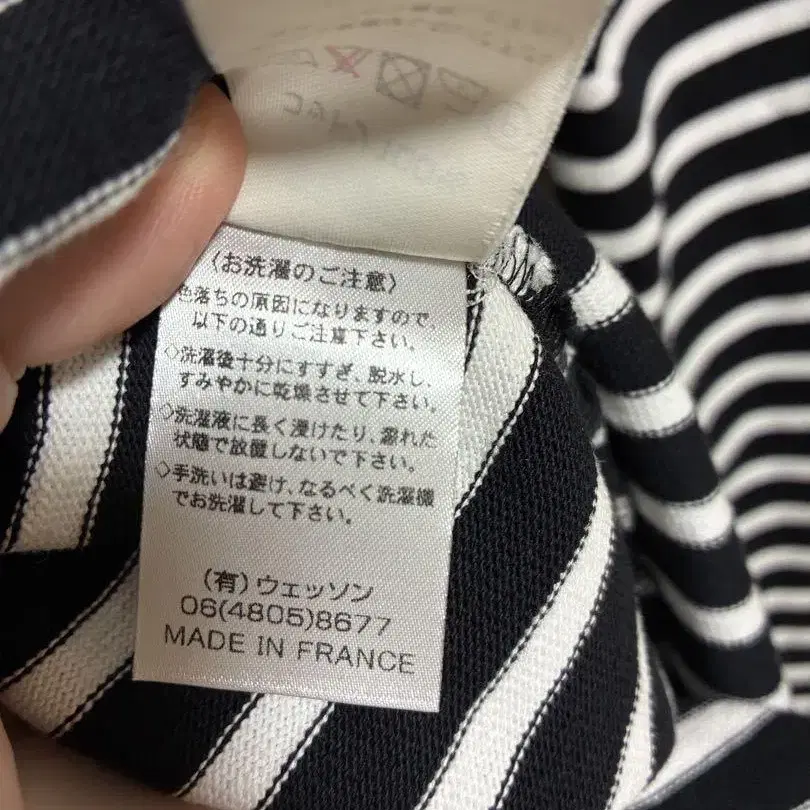 〈お洗濯のご注意〉
色落ちの原因になりますので、
以下の通りご注意下さい。
◇洗濯後十分にすすぎ、脱水し、
すみやかに乾燥させて下さい。
◇洗濯液に長く浸けたり、濡れた
状態で放置しないで下さい。
◇手洗いは避け、なるべく洗濯機
でお洗濯して下さい。
(有)ウェッソン
06(4805)8677
MADE IN FRANCE